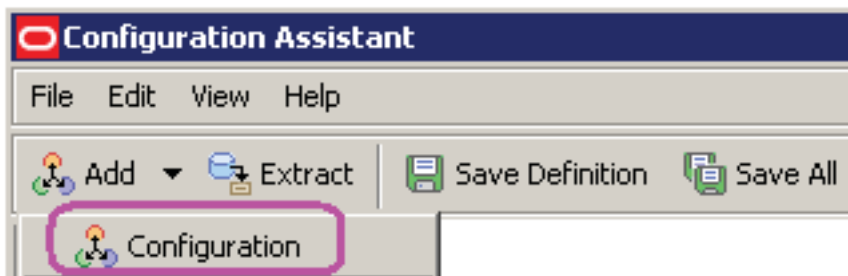 Configuration Assistant
File Edit View Help
Add Extract Save Definition Save All
Configuration